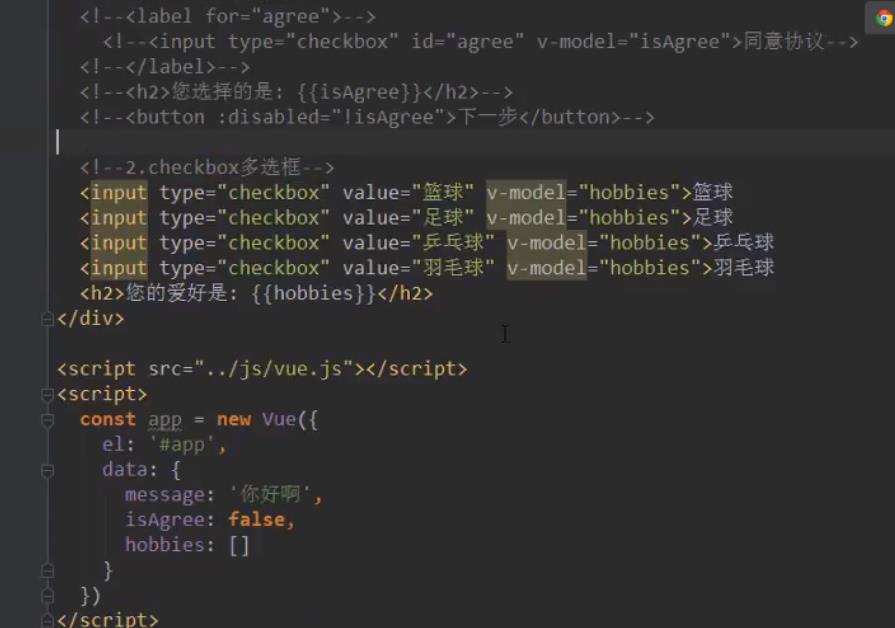 <!--<label for="agree">-->
<!--<input type="checkbox" id="agree" v-model="isAgree">同意协议-->
<!--</label>-->
<!--<h2>您选择的是: {{isAgree}}</h2>-->
<!--<button :disabled="!isAgree">下一步</button>-->
<!--2.checkbox多选框-->
<input type="checkbox" value="篮球" v-model="hobbies">篮球
<input type="checkbox" value="足球" v-model="hobbies">足球
<input type="checkbox" value="乒乓球" v-model="hobbies">乒乓球
<input type="checkbox" value="羽毛球" v-model="hobbies">羽毛球
<h2>您的爱好是: {{hobbies}}</h2>
</div>
<script src="../js/vue.js"></script>
<script>
const app = new Vue({
el: '#app',
data: {
message: '你好啊',
isAgree: false,
hobbies: []
}
})
</script>